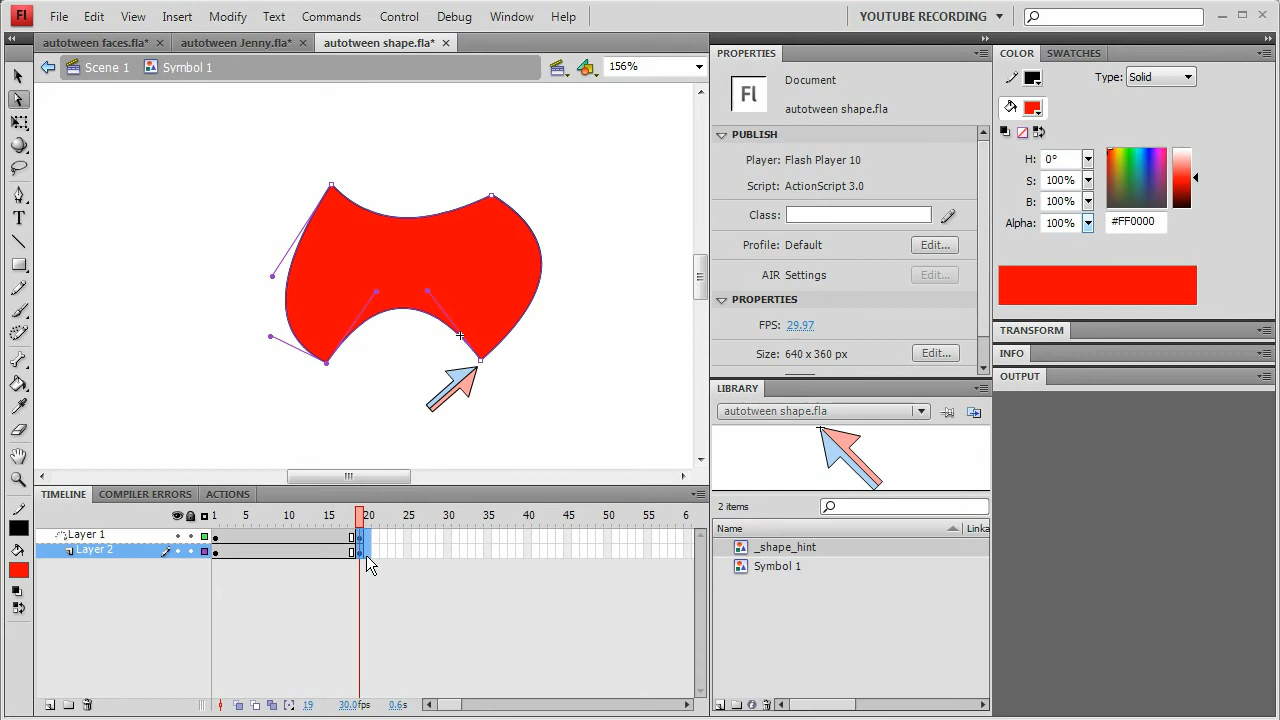 Fl File Edit View Insert Modify Text Commands Control Debug Window Help YOUTUBE RECORDING
autotween faces.fla* autotween Jenny.fla* autotween shape.fla*
Scene 1 Symbol 1 156%
PROPERTIES
Fl
Document
autotween shape.fla
PUBLISH
Player: Flash Player 10
Script: ActionScript 3.0
Class:
Profile: Default Edit...
AIR Settings Edit...
PROPERTIES
FPS: 29.97
Size: 640 x 360 px Edit...
LIBRARY
autotween shape.fla
2 items
Name Linka
_shape_hint
Symbol 1
COLOR SWATCHES
Type: Solid
H: 0°
S: 100%
B: 100%
Alpha: 100% #FF0000
TRANSFORM
INFO
OUTPUT
TIMELINE COMPILER ERRORS ACTIONS
1 5 10 15 20 25 30 35 40 45 50 55 6
Layer 1
Layer 2
19 30.0fps 0.6s